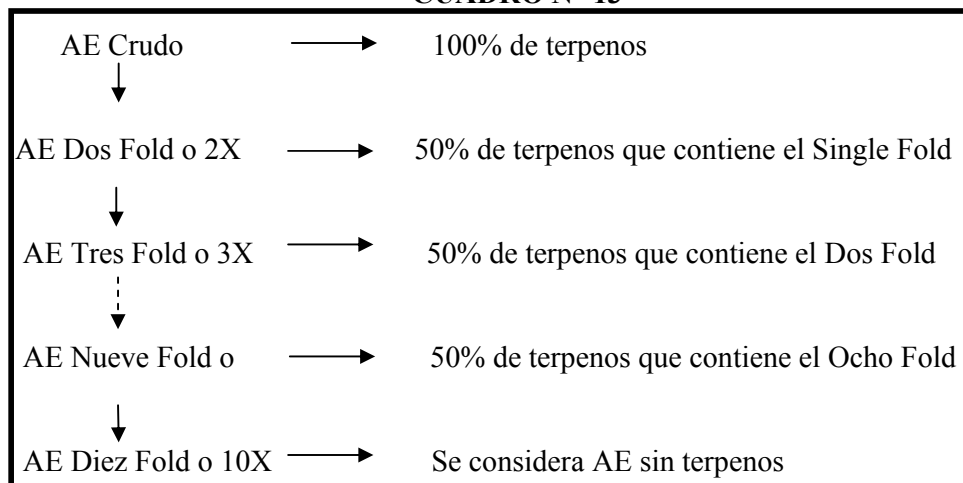 CUADRO N° 13
AE Crudo 100% de terpenos
AE Dos Fold o 2X 50% de terpenos que contiene el Single Fold
AE Tres Fold o 3X 50% de terpenos que contiene el Dos Fold
AE Nueve Fold o 50% de terpenos que contiene el Ocho Fold
AE Diez Fold o 10X Se considera AE sin terpenos